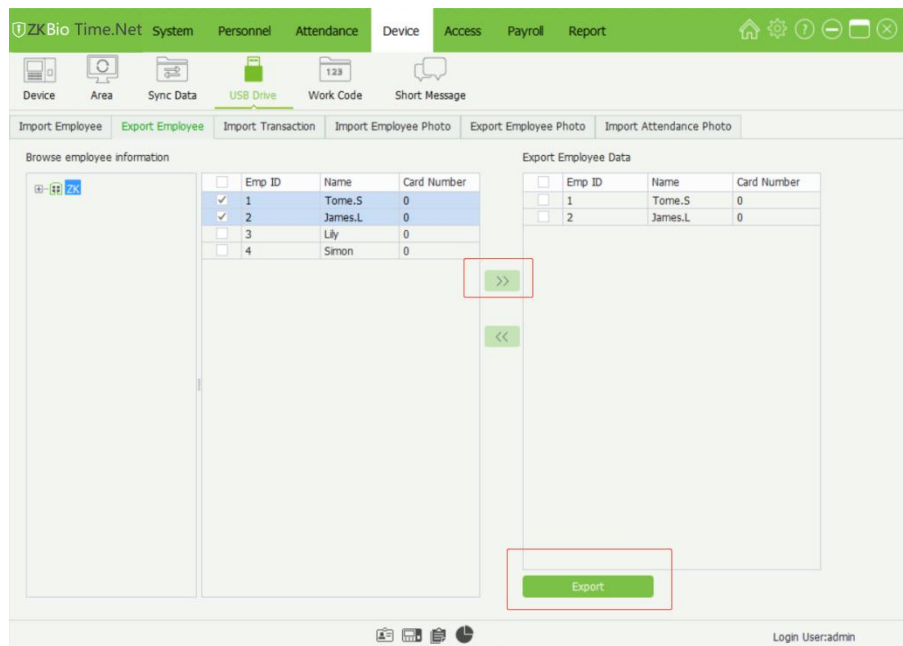 ZKBio Time.Net System Personnel Attendance Device Access Payroll Report
123
Device Area Sync Data USB Drive Work Code Short Message
Import Employee Export Employee Import Transaction Import Employee Photo Export Employee Photo Import Attendance Photo
Browse employee information Export Employee Data
ZK
Emp ID Name Card Number Emp ID Name Card Number
1 Tome.S 0 1 Tome.S 0
2 James.L 0 2 James.L 0
3 Lily 0
4 Simon 0
>>
<<
Export
Login User:admin